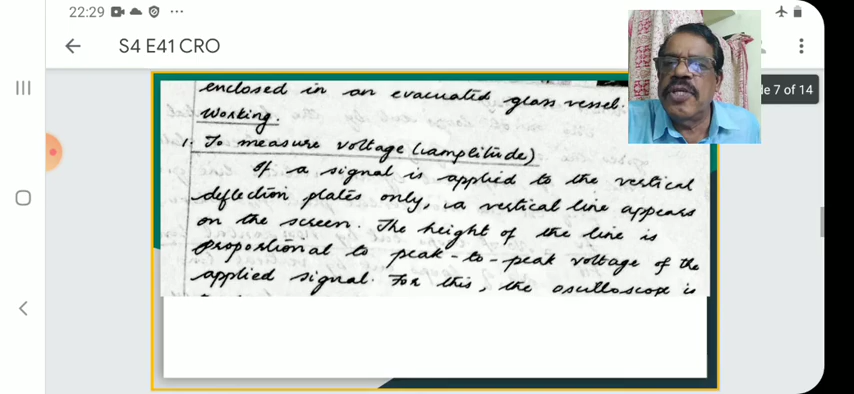 22:29
S4 E41 CRO
7 of 14
enclosed in an evacuated glass vessel.
Working.
1. To measure voltage (amplitude)
If a signal is applied to the vertical
deflection plates only, a vertical line appears
on the screen. The height of the line is
proportional to peak-to-peak voltage of the
applied signal. For this, the oscilloscope is